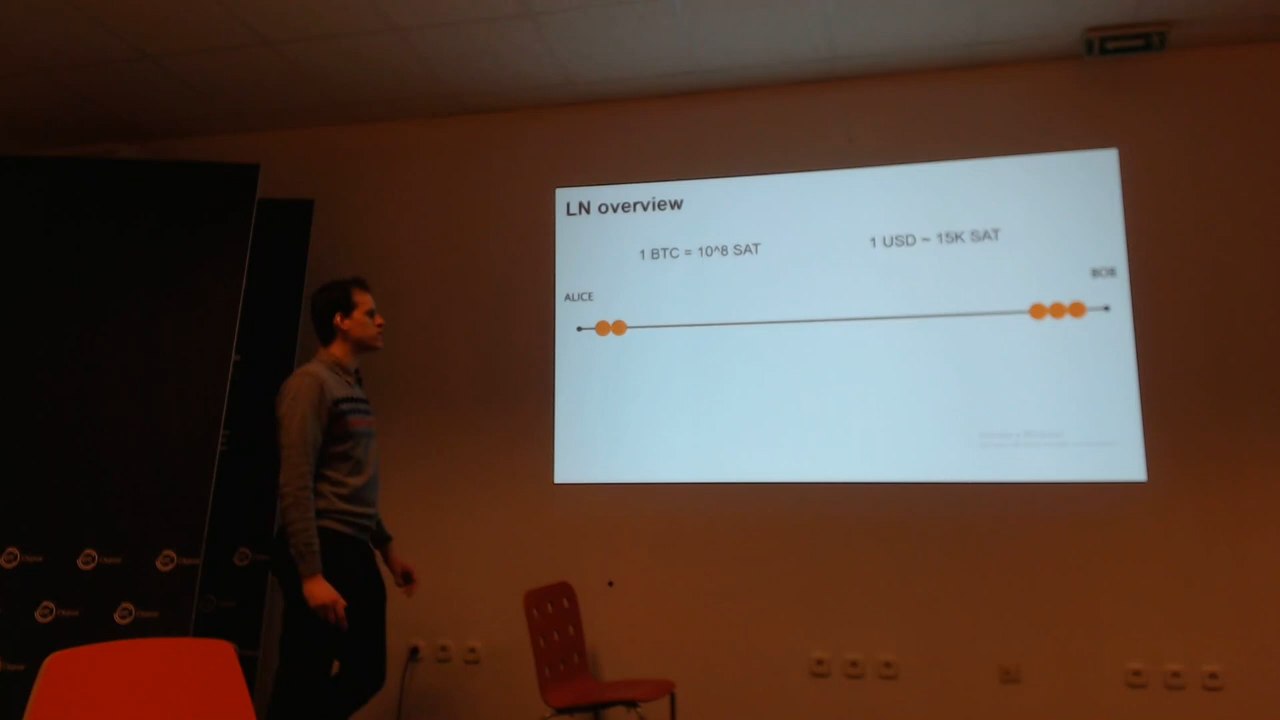 LN overview
1 BTC = 10^8 SAT
1 USD ~ 15K SAT
ALICE
BOB